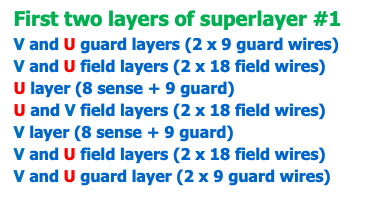 First two layers of superlayer #1
V and U guard layers (2 x 9 guard wires)
V and U field layers (2 x 18 field wires)
U layer (8 sense + 9 guard)
U and V field layers (2 x 18 field wires)
V layer (8 sense + 9 guard)
V and U field layers (2 x 18 field wires)
V and U guard layer (2 x 9 guard wires)